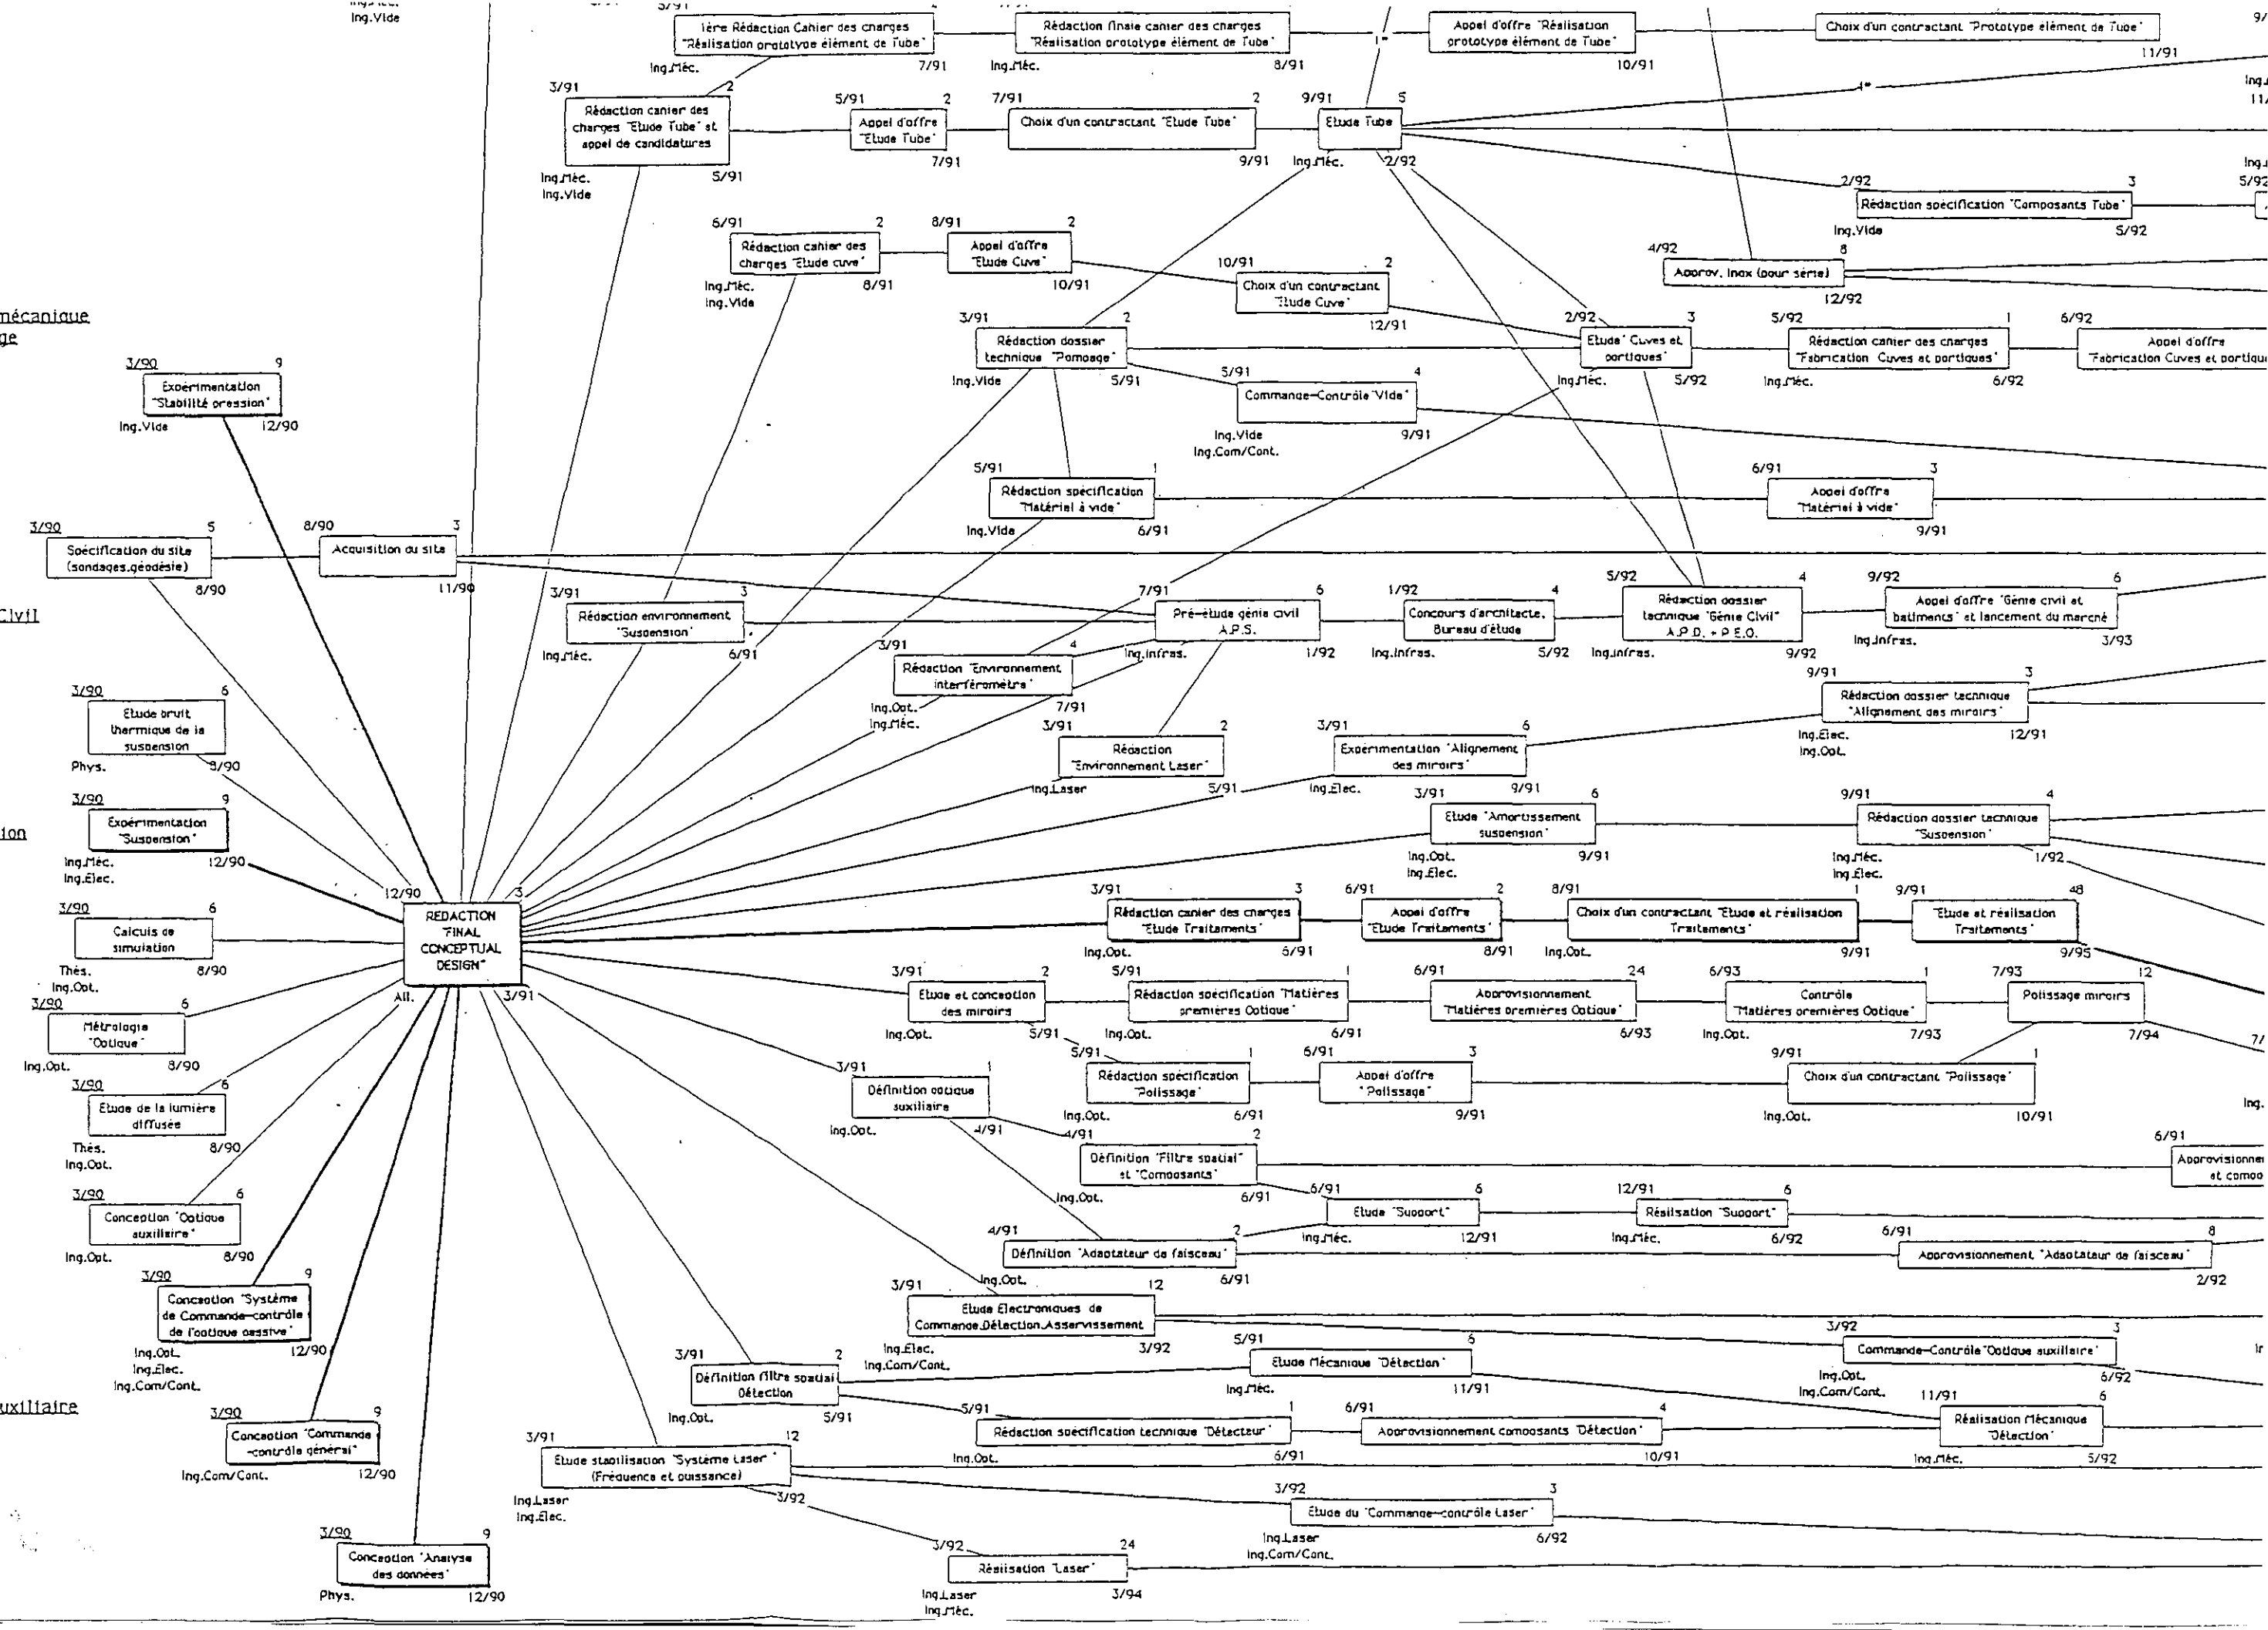 Ing.Vide
1ère Rédaction Cahier des charges
"Réalisation prototype élément de Tube"
7/91
Ing.Méc.
Rédaction finale cahier des charges
"Réalisation prototype élément de Tube"
8/91
Ing.Méc.
Appel d'offre "Réalisation
prototype élément de Tube"
10/91
Choix d'un contractant "Prototype élément de Tube"
11/91
3/91 2
Rédaction cahier des
charges "Etude Tube" et
appel de candidatures
Ing.Méc. 5/91
Ing.Vide
5/91 2
Appel d'offre
"Etude Tube"
7/91
7/91 2
Choix d'un contractant "Etude Tube"
9/91
9/91 5
Etude Tube
Ing.Méc. 2/92
2/92 3
Rédaction spécification "Composants Tube"
Ing.Vide 5/92
5/92
6/91 2
Rédaction cahier des
charges "Etude cuve"
Ing.Méc. 8/91
Ing.Vide
8/91 2
Appel d'offre
"Etude Cuve"
10/91
10/91 2
Choix d'un contractant
"Etude Cuve"
12/91
4/92 8
Approv. Inox (pour série)
12/92
mécanique
3/91 2
Rédaction dossier
technique "Pompage"
Ing.Vide 5/91
2/92 3
Etude "Cuves et
portiques"
Ing.Méc. 5/92
5/92 1
Rédaction cahier des charges
"Fabrication Cuves et portiques"
Ing.Méc. 6/92
6/92
Appel d'offre
"Fabrication Cuves et portiqu
3/90 9
Expérimentation
"Stabilité pression"
Ing.Vide 12/90
5/91 4
Commande-Contrôle "Vide"
Ing.Vide 9/91
Ing.Com/Cont.
5/91 1
Rédaction spécification
"Matériel à vide"
Ing.Vide 6/91
6/91 3
Appel d'offre
"Matériel à vide"
9/91
3/90 5
Spécification du site
(sondages,géodésie)
8/90
8/90 3
Acquisition du site
11/90
Civil
3/91 3
Rédaction environnement
"Suspension"
Ing.Méc. 6/91
7/91 6
Pré-étude génie civil
A.P.S.
Ing.Infras. 1/92
1/92 4
Concours d'architecte,
Bureau d'étude
Ing.Infras. 5/92
5/92 4
Rédaction dossier
technique "Génie Civil"
A.P.D. + P.E.O.
Ing.Infras. 9/92
9/92 6
Appel d'offre "Génie civil et
batiments" et lancement du marché
Ing.Infras. 3/93
3/91 4
Rédaction "Environnement
interféromètre"
Ing.Opt. 7/91
Ing.Méc.
3/90 6
Etude bruit
thermique de la
suspension
Phys. 9/90
3/91 2
Rédaction
"Environnement Laser"
Ing.Laser 5/91
3/91 6
Expérimentation "Alignement
des miroirs"
Ing.Elec. 9/91
9/91 3
Rédaction dossier technique
"Alignement des miroirs"
Ing.Elec. 12/91
Ing.Opt.
3/90 9
Expérimentation
"Suspension"
Ing.Méc. 12/90
Ing.Elec.
3/91 6
Etude "Amortissement
suspension"
Ing.Opt. 9/91
Ing.Elec.
9/91 4
Rédaction dossier technique
"Suspension"
Ing.Méc. 1/92
Ing.Elec.
12/90 3
REDACTION
"FINAL
CONCEPTUAL
DESIGN"
All. 3/91
3/90 6
Calculs de
simulation
Thés. 8/90
Ing.Opt.
3/91 3
Rédaction cahier des charges
"Etude Traitements"
Ing.Opt. 6/91
6/91 2
Appel d'offre
"Etude Traitements"
8/91
8/91 1
Choix d'un contractant "Etude et réalisation
Traitements"
Ing.Opt. 9/91
9/91 48
"Etude et réalisation
Traitements"
9/95
3/90 6
Métrologie
"Optique"
Ing.Opt. 8/90
3/91 2
Etude et conception
des miroirs
Ing.Opt. 5/91
5/91 1
Rédaction spécification "Matières
premières Optique"
Ing.Opt. 6/91
6/91 24
Approvisionnement
"Matières premières Optique"
6/93
6/93 1
Contrôle
"Matières premières Optique"
Ing.Opt. 7/93
7/93 12
Polissage miroirs
7/94
3/90 6
Etude de la lumière
diffusée
Thés. 8/90
Ing.Opt.
5/91 1
Rédaction spécification
"Polissage"
Ing.Opt. 6/91
6/91 3
Appel d'offre
"Polissage"
9/91
9/91 1
Choix d'un contractant "Polissage"
Ing.Opt. 10/91
Ing.
3/91 1
Définition optique
auxiliaire
Ing.Opt. 4/91
4/91 2
Définition "Filtre spatial"
et "Composants"
Ing.Opt. 6/91
6/91
Approvisionne
et compo
3/90 6
Conception "Optique
auxiliaire"
Ing.Opt. 8/90
6/91 6
Etude "Support"
Ing.Méc. 12/91
12/91 6
Réalisation "Support"
Ing.Méc. 6/92
4/91 2
Définition "Adaptateur de faisceau"
Ing.Opt. 6/91
6/91 8
Approvisionnement "Adaptateur de faisceau"
2/92
3/90 9
Conception "Système
de Commande-contrôle
de l'optique passive"
Ing.Opt. 12/90
Ing.Elec.
Ing.Com/Cont.
3/91 12
Etude Electroniques de
Commande,Détection,Asservissement
Ing.Elec. 3/92
Ing.Com/Cont.
3/92 3
Commande-Contrôle "Optique auxiliaire"
Ing.Opt. 6/92
Ing.Com/Cont.
3/91 2
Définition filtre spatial
Détection
Ing.Opt. 5/91
5/91 6
Etude Mécanique "Détection"
Ing.Méc. 11/91
11/91 6
Réalisation Mécanique
"Détection"
Ing.Méc. 5/92
uxiliaire
3/90 9
Conception "Commande
-contrôle général"
Ing.Com/Cont. 12/90
5/91 1
Rédaction spécification technique "Détecteur"
Ing.Opt. 6/91
6/91 4
Approvisionnement composants "Détection"
10/91
3/91 12
Etude stabilisation "Système Laser"
(Fréquence et puissance)
Ing.Laser 3/92
Ing.Elec.
3/92 3
Etude du "Commande-contrôle Laser"
Ing.Laser 6/92
Ing.Com/Cont.
3/90 9
Conception "Analyse
des données"
Phys. 12/90
3/92 24
Réalisation "Laser"
Ing.Laser 3/94
Ing.Méc.